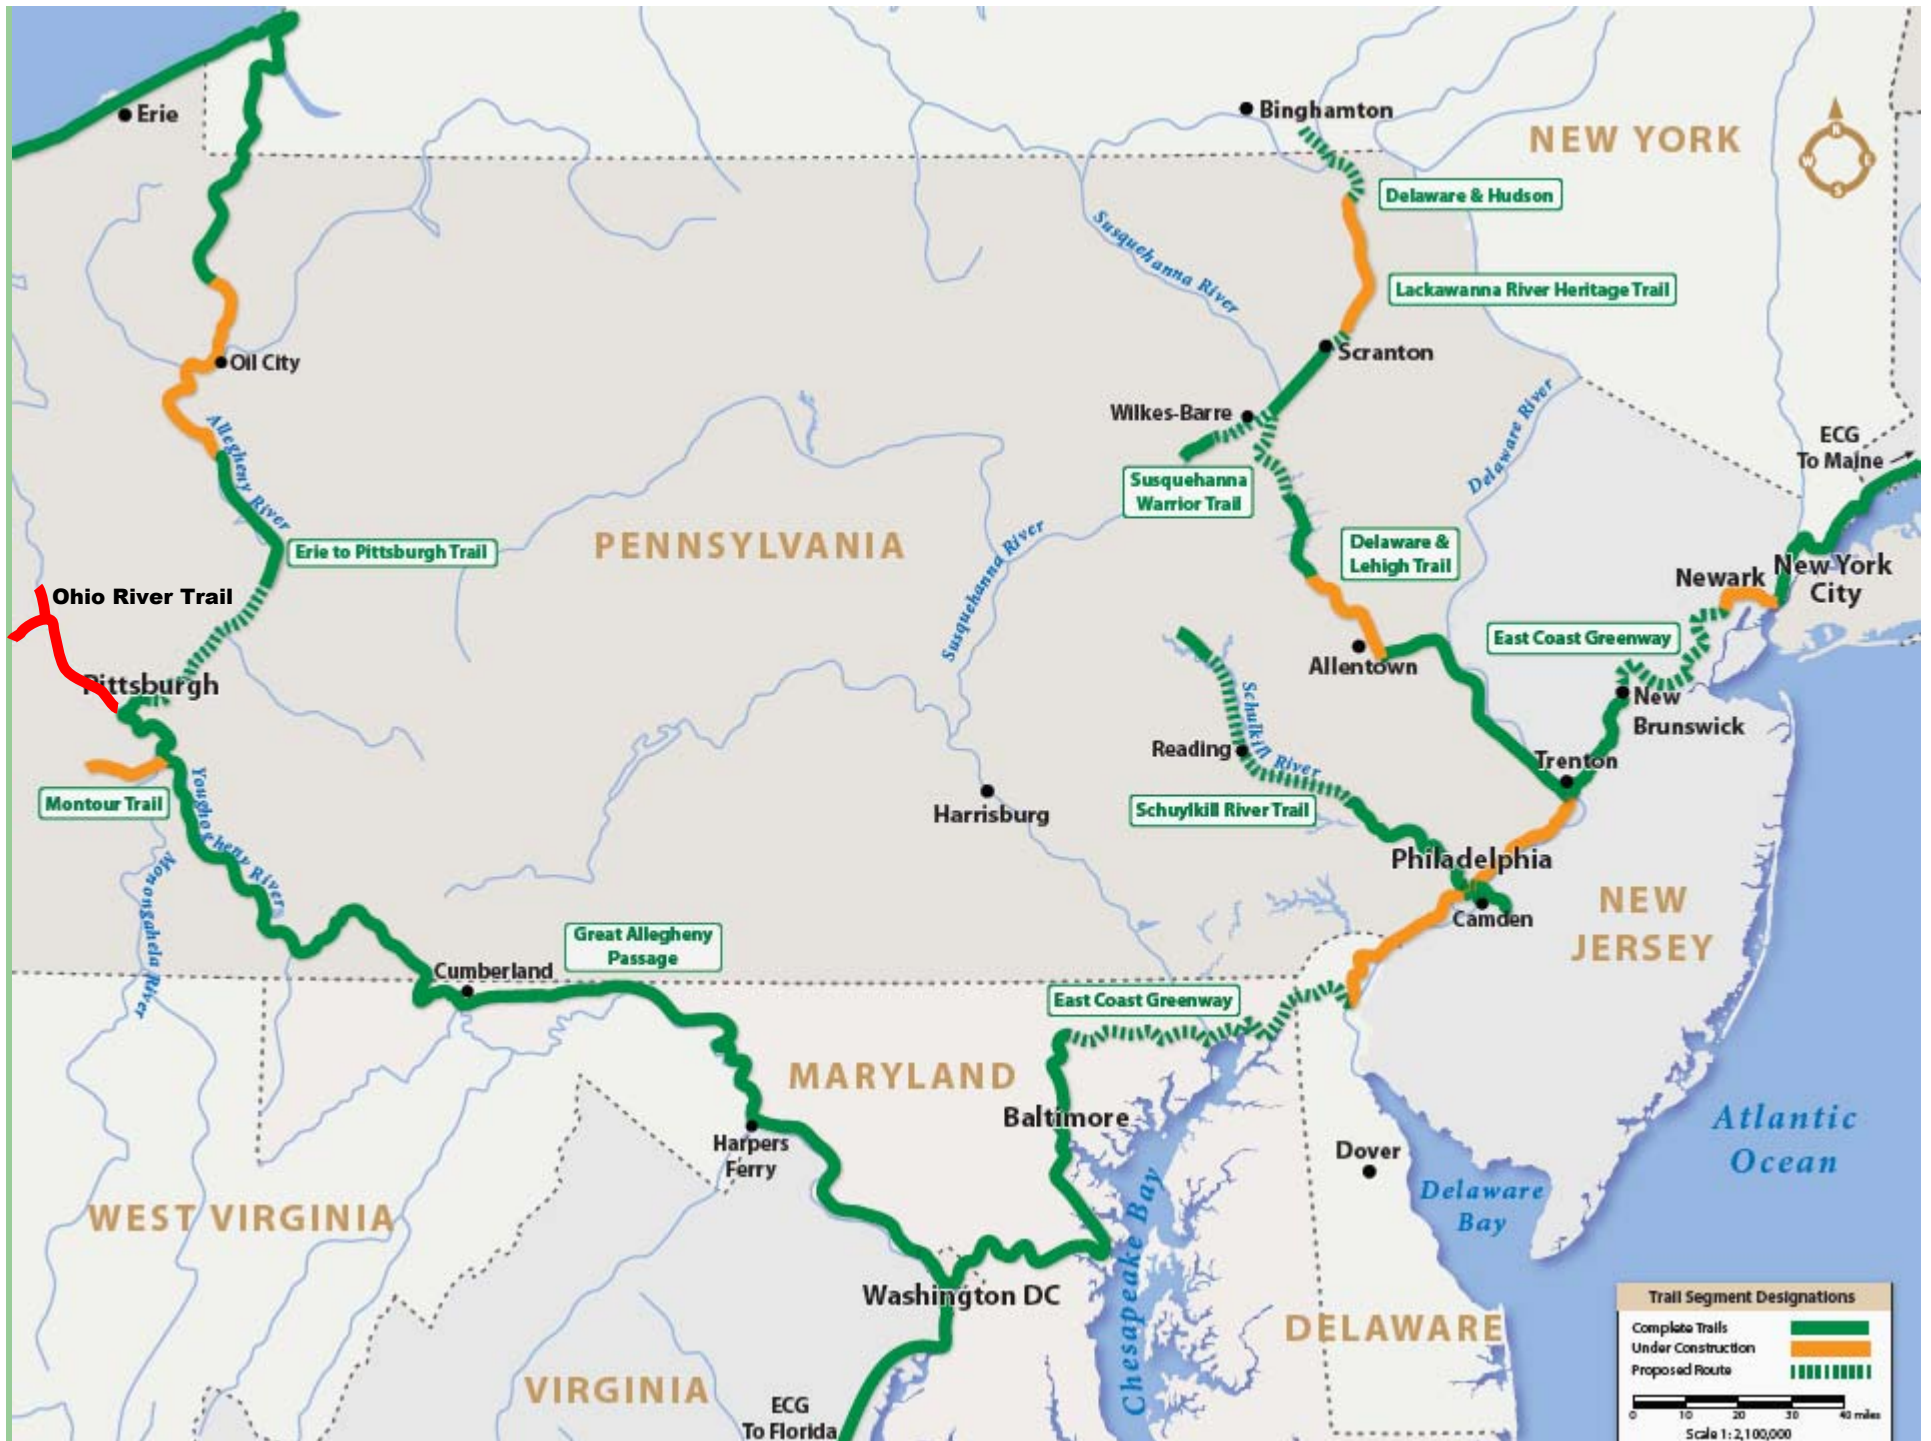 Erie
Binghamton
NEW YORK
N
W
E
S
Delaware & Hudson
Susquehanna River
Lackawanna River Heritage Trail
Oil City
Scranton
Wilkes-Barre
Delaware River
ECG
To Maine
Allegheny River
Susquehanna
Warrior Trail
Erie to Pittsburgh Trail
PENNSYLVANIA
Susquehanna River
Delaware &
Lehigh Trail
New York
City
Newark
Ohio River Trail
East Coast Greenway
Allentown
Pittsburgh
Schulkill River
New
Brunswick
Reading
Trenton
Montour Trail
Youghogheny River
Harrisburg
Schuylkill River Trail
Philadelphia
Monongahela River
Camden
NEW
JERSEY
Great Allegheny
Passage
Cumberland
East Coast Greenway
MARYLAND
Baltimore
Harpers
Ferry
Dover
Atlantic
Ocean
Delaware
Bay
WEST VIRGINIA
Chesapeake Bay
Washington DC
DELAWARE
VIRGINIA
ECG
To Florida
Trail Segment Designations
Complete Trails
Under Construction
Proposed Route
0 10 20 30 40 miles
Scale 1: 2,100,000